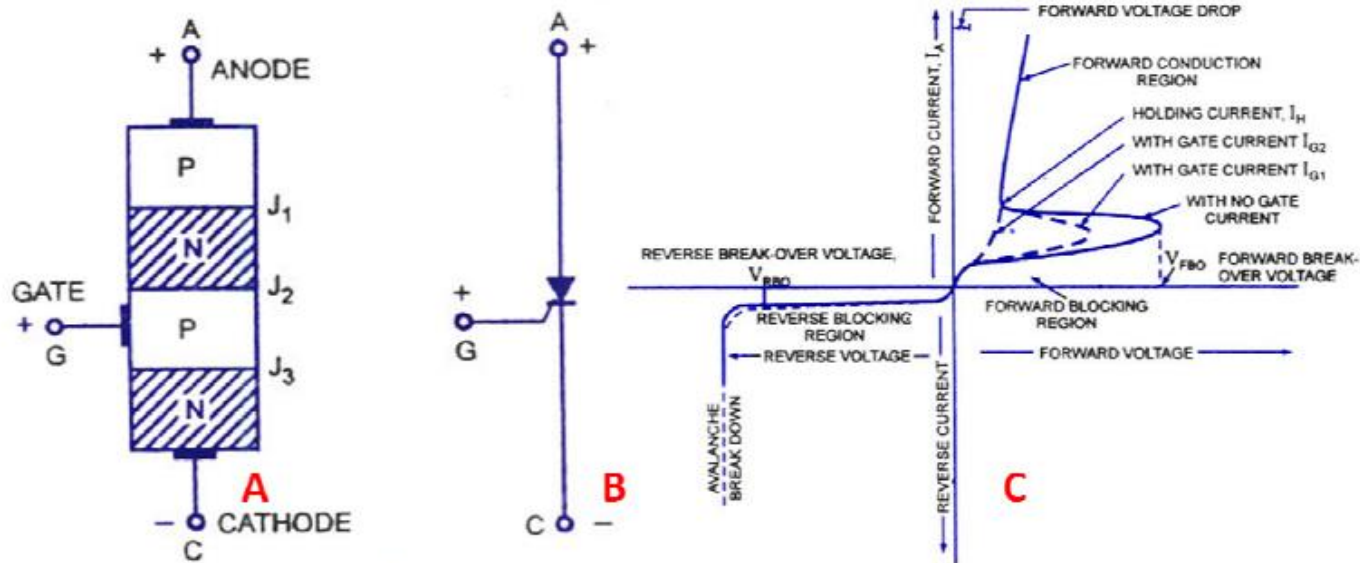 A
+
ANODE
P
J1
N
J2
GATE
+
G
P
J3
N
A
–
CATHODE
C
A
+
+
G
B
C
–
FORWARD VOLTAGE DROP
FORWARD CURRENT, IA
FORWARD CONDUCTION
REGION
HOLDING CURRENT, IH
WITH GATE CURRENT IG2
WITH GATE CURRENT IG1
WITH NO GATE
CURRENT
REVERSE BREAK-OVER VOLTAGE,
VRBO
VFBO
FORWARD BREAK-
OVER VOLTAGE
REVERSE BLOCKING
REGION
FORWARD BLOCKING
REGION
REVERSE VOLTAGE
FORWARD VOLTAGE
AVALANCHE
BREAK DOWN
REVERSE CURRENT
C